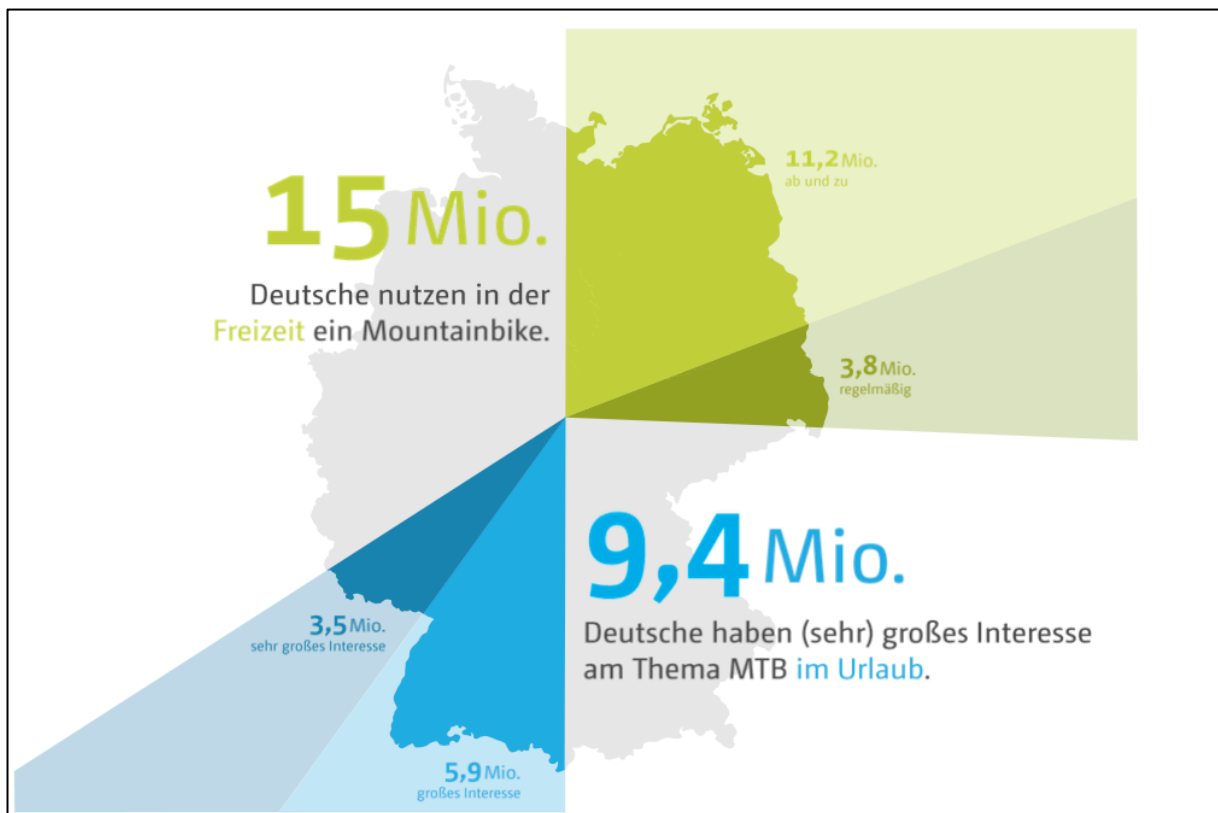 15 Mio.
Deutsche nutzen in der
Freizeit ein Mountainbike.
11,2 Mio.
ab und zu
3,8 Mio.
regelmäßig
9,4 Mio.
Deutsche haben (sehr) großes Interesse
am Thema MTB im Urlaub.
3,5 Mio.
sehr großes Interesse
5,9 Mio.
großes Interesse